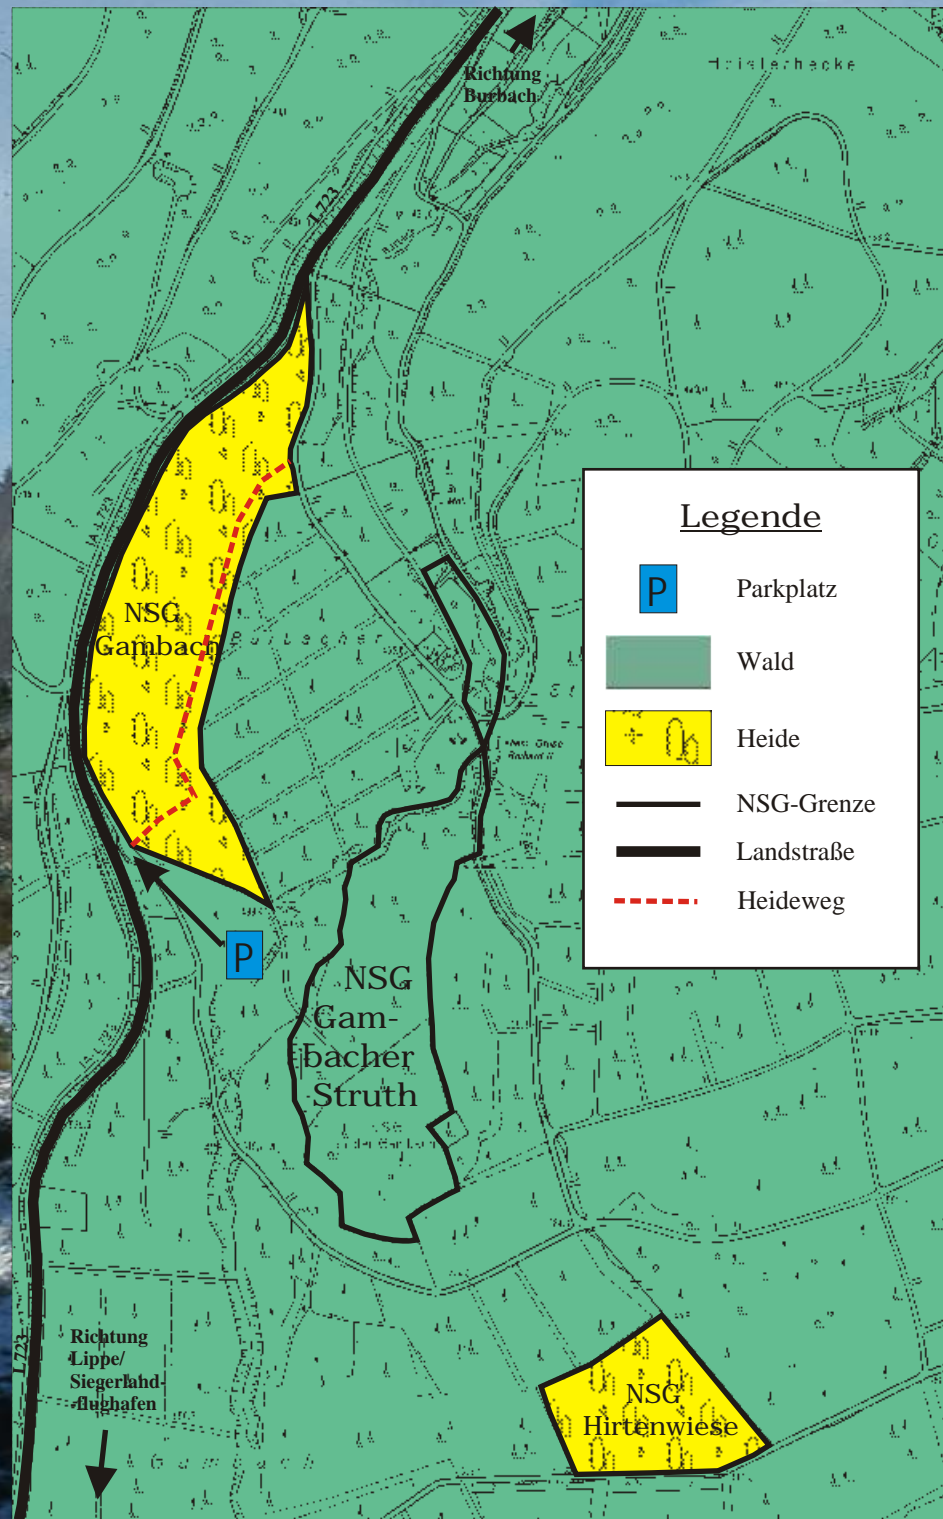 Richtung
Burbach
L 723
NSG
Gambach
Legende
P Parkplatz
Wald
Heide
NSG-Grenze
Landstraße
Heideweg
P
NSG
Gam-
bacher
Struth
Richtung
Lippe/
Siegerland-
-flughafen
L 723
NSG
Hirtenwiese